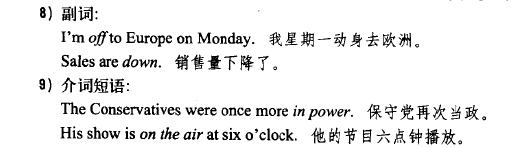 8) 副词:
I'm off to Europe on Monday. 我星期一动身去欧洲。
Sales are down. 销售量下降了。
9) 介词短语:
The Conservatives were once more in power. 保守党再次当政。
His show is on the air at six o'clock. 他的节目六点钟播放。